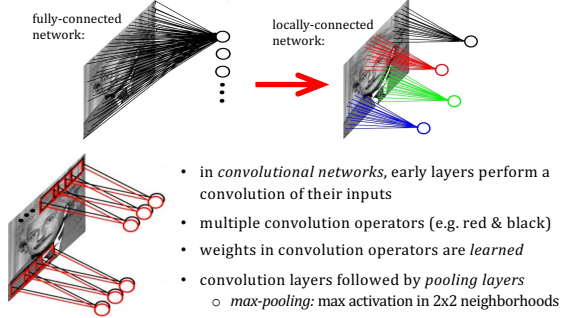 fully-connected
network:
locally-connected
network:
• in convolutional networks, early layers perform a
convolution of their inputs
• multiple convolution operators (e.g. red & black)
• weights in convolution operators are learned
• convolution layers followed by pooling layers
○ max-pooling: max activation in 2x2 neighborhoods